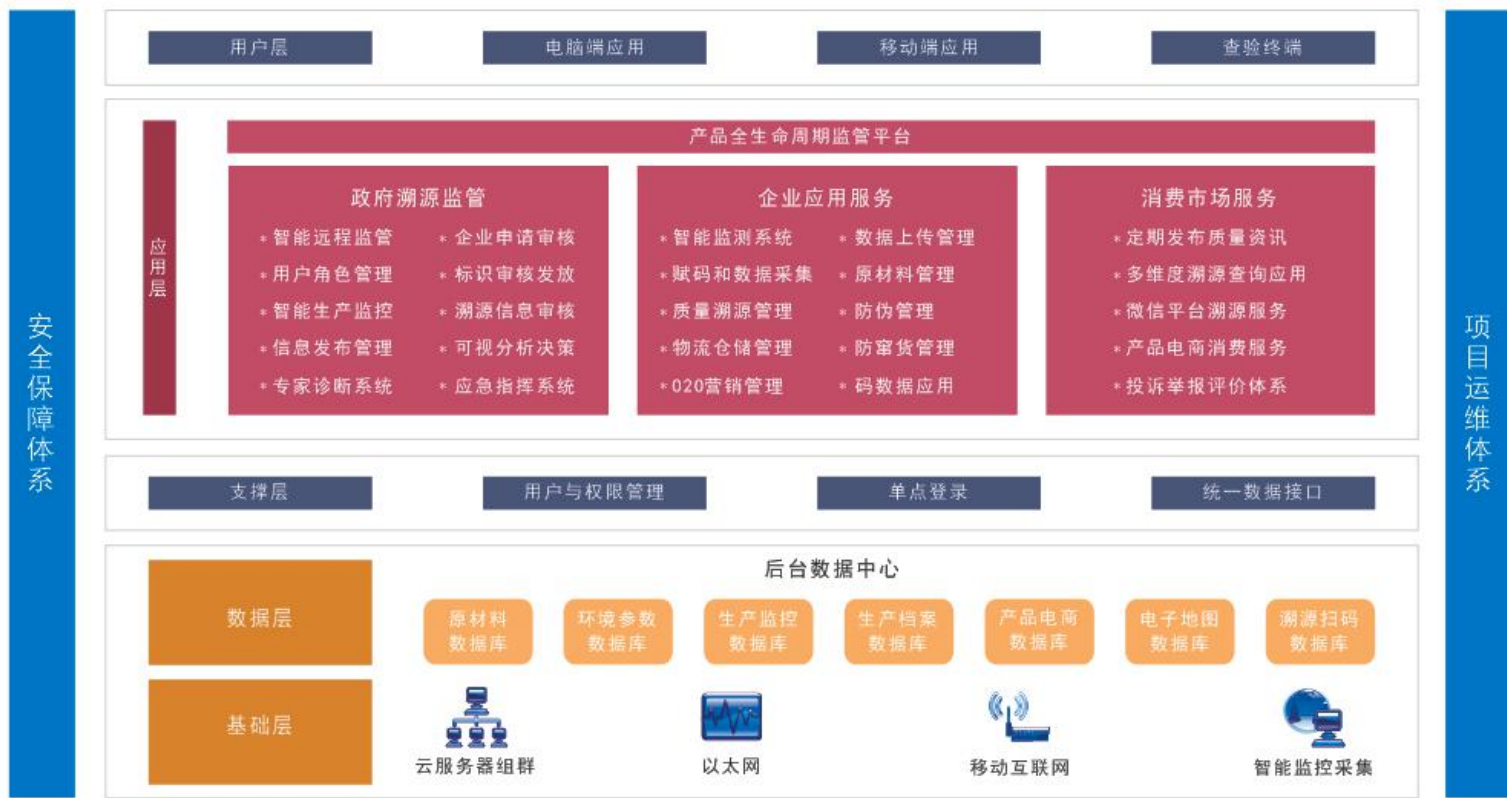 安全保障体系
用户层
电脑端应用
移动端应用
查验终端
应用层
产品全生命周期监管平台
政府溯源监管
*智能远程监管
*企业申请审核
*用户角色管理
*标识审核发放
*智能生产监控
*溯源信息审核
*信息发布管理
*可视分析决策
*专家诊断系统
*应急指挥系统
企业应用服务
*智能监测系统
*数据上传管理
*赋码和数据采集
*原材料管理
*质量溯源管理
*防伪管理
*物流仓储管理
*防窜货管理
*020营销管理
*码数据应用
消费市场服务
*定期发布质量资讯
*多维度溯源查询应用
*微信平台溯源服务
*产品电商消费服务
*投诉举报评价体系
支撑层
用户与权限管理
单点登录
统一数据接口
数据层
后台数据中心
原材料
数据库
环境参数
数据库
生产监控
数据库
生产档案
数据库
产品电商
数据库
电子地图
数据库
溯源扫码
数据库
基础层
云服务器组群
以太网
移动互联网
智能监控采集
项目运维体系